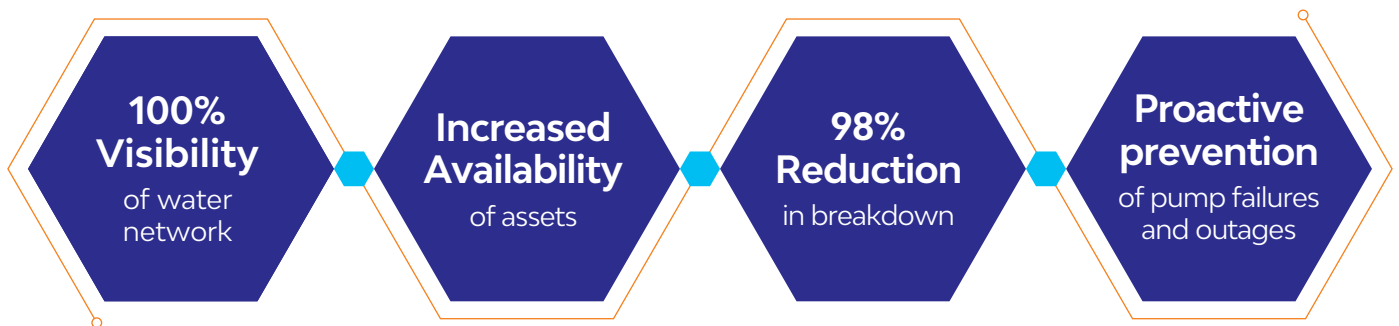 100%
Visibility
of water
network
Increased
Availability
of assets
98%
Reduction
in breakdown
Proactive
prevention
of pump failures
and outages